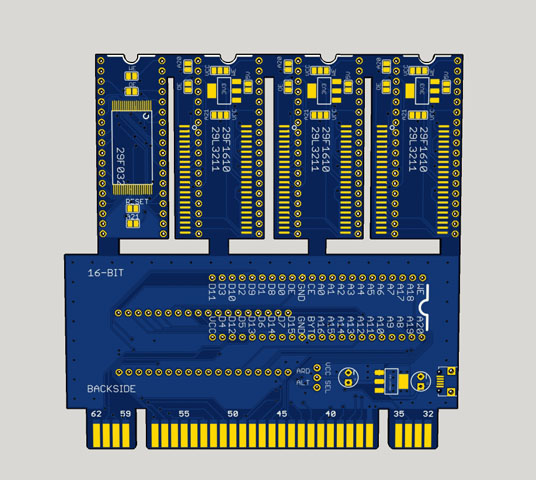 29F032
R_SET
321
29F1610
29L3211
29F1610
29L3211
29F1610
29L3211
16-BIT
D11
D3
D10
D2
D9
D1
D8
D0
OE
GND
CE
A0
A1
A2
A3
A4
A5
A6
A7
A17
A18
WE
VCC
D4
D12
D5
D13
D6
D14
D7
D15
GND
BYTE
A16
A15
A14
A13
A12
A11
A10
A9
A8
A19
A20
ARD
ALT
VCC SEL
BACKSIDE
62 59 55 50 45 40 35 32